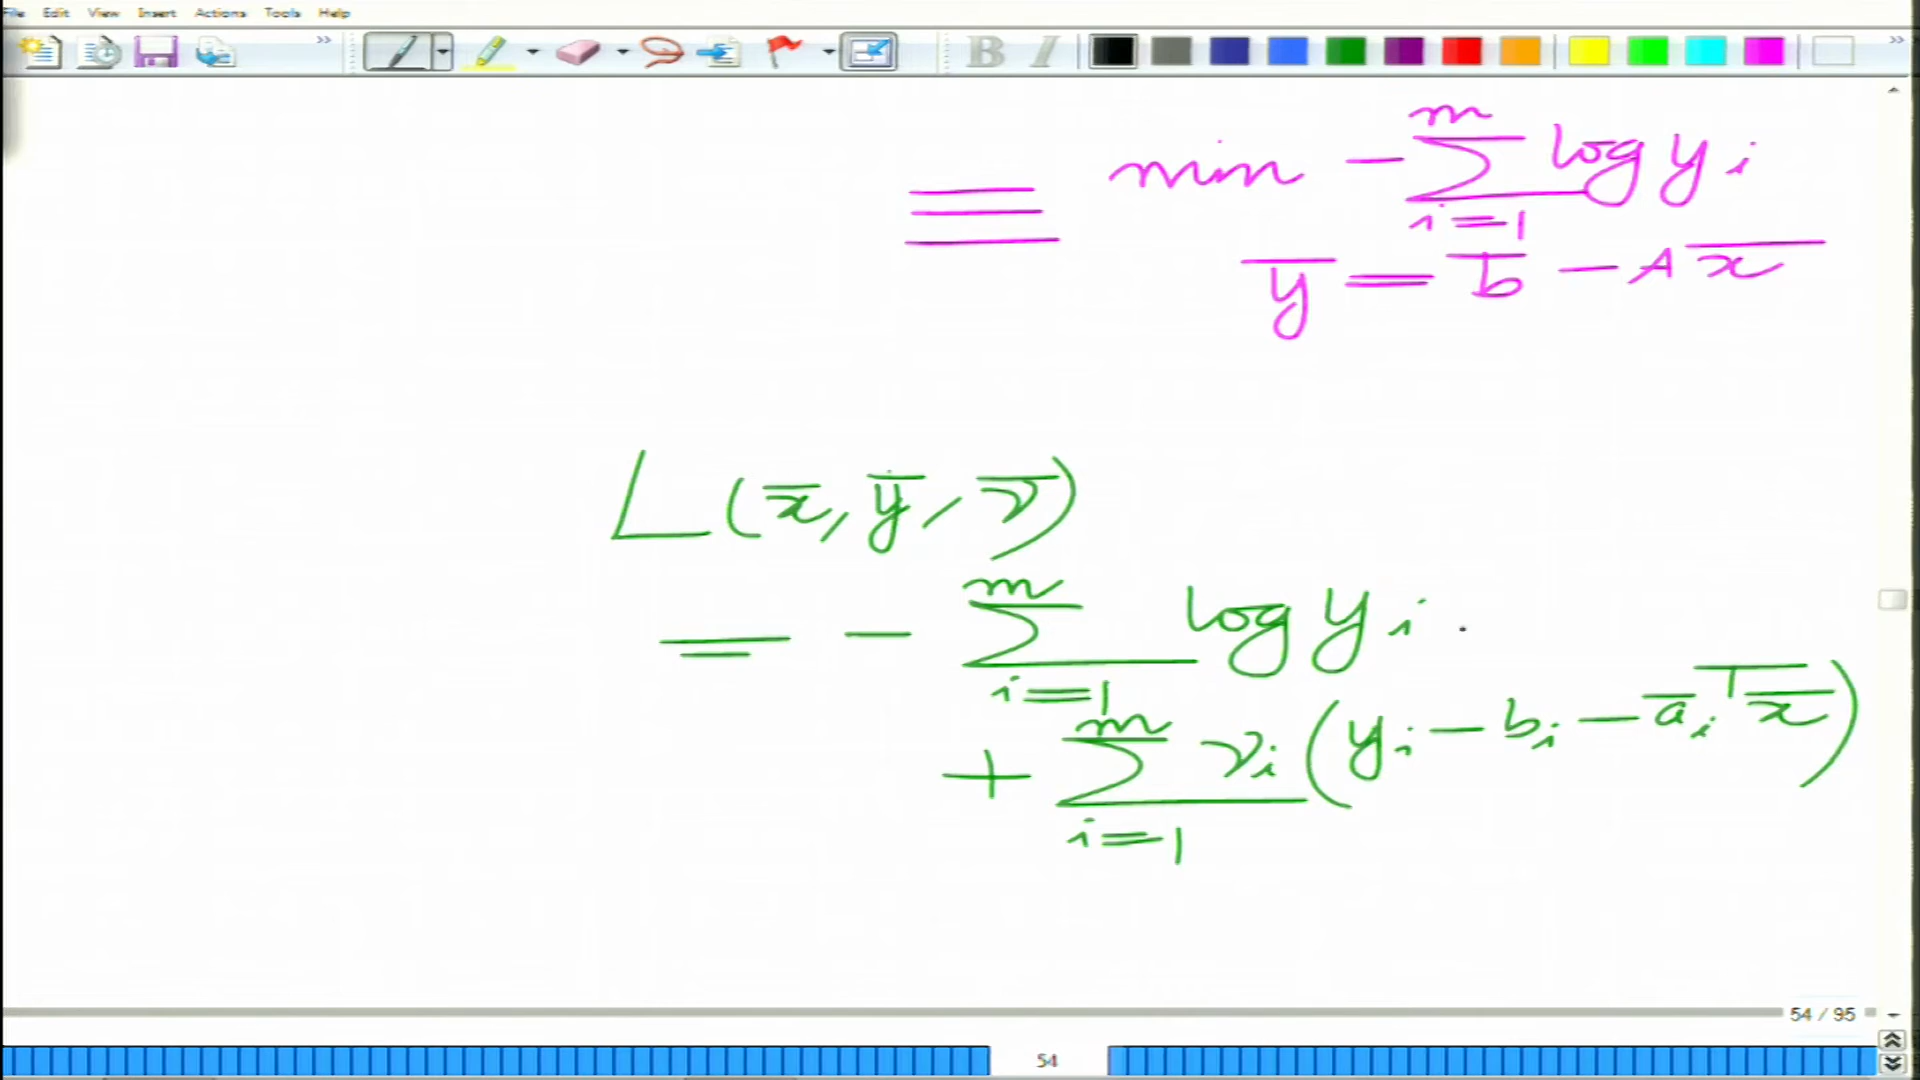 File Edit View Insert Actions Tools Help
B I
≡ min − ∑_{i=1}^{m} log y_i
y̅ = b̅ − A x̅
L(x̅, y̅, ν̅)
= − ∑_{i=1}^{m} log y_i .
+ ∑_{i=1}^{m} ν_i (y_i − b_i − a̅_i^T x̅)
54 / 95
54